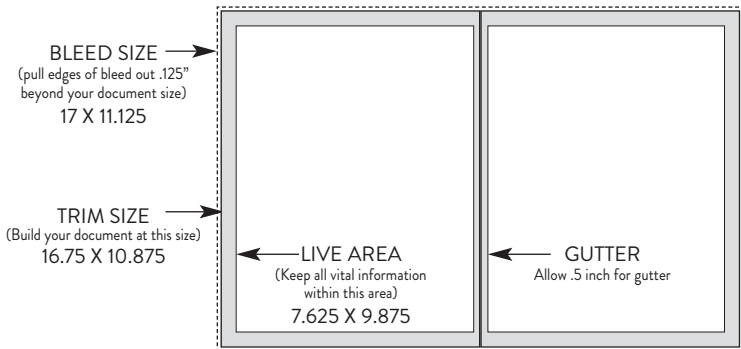 BLEED SIZE
(pull edges of bleed out .125”
beyond your document size)
17 X 11.125
TRIM SIZE
(Build your document at this size)
16.75 X 10.875
LIVE AREA
(Keep all vital information
within this area)
7.625 X 9.875
GUTTER
Allow .5 inch for gutter